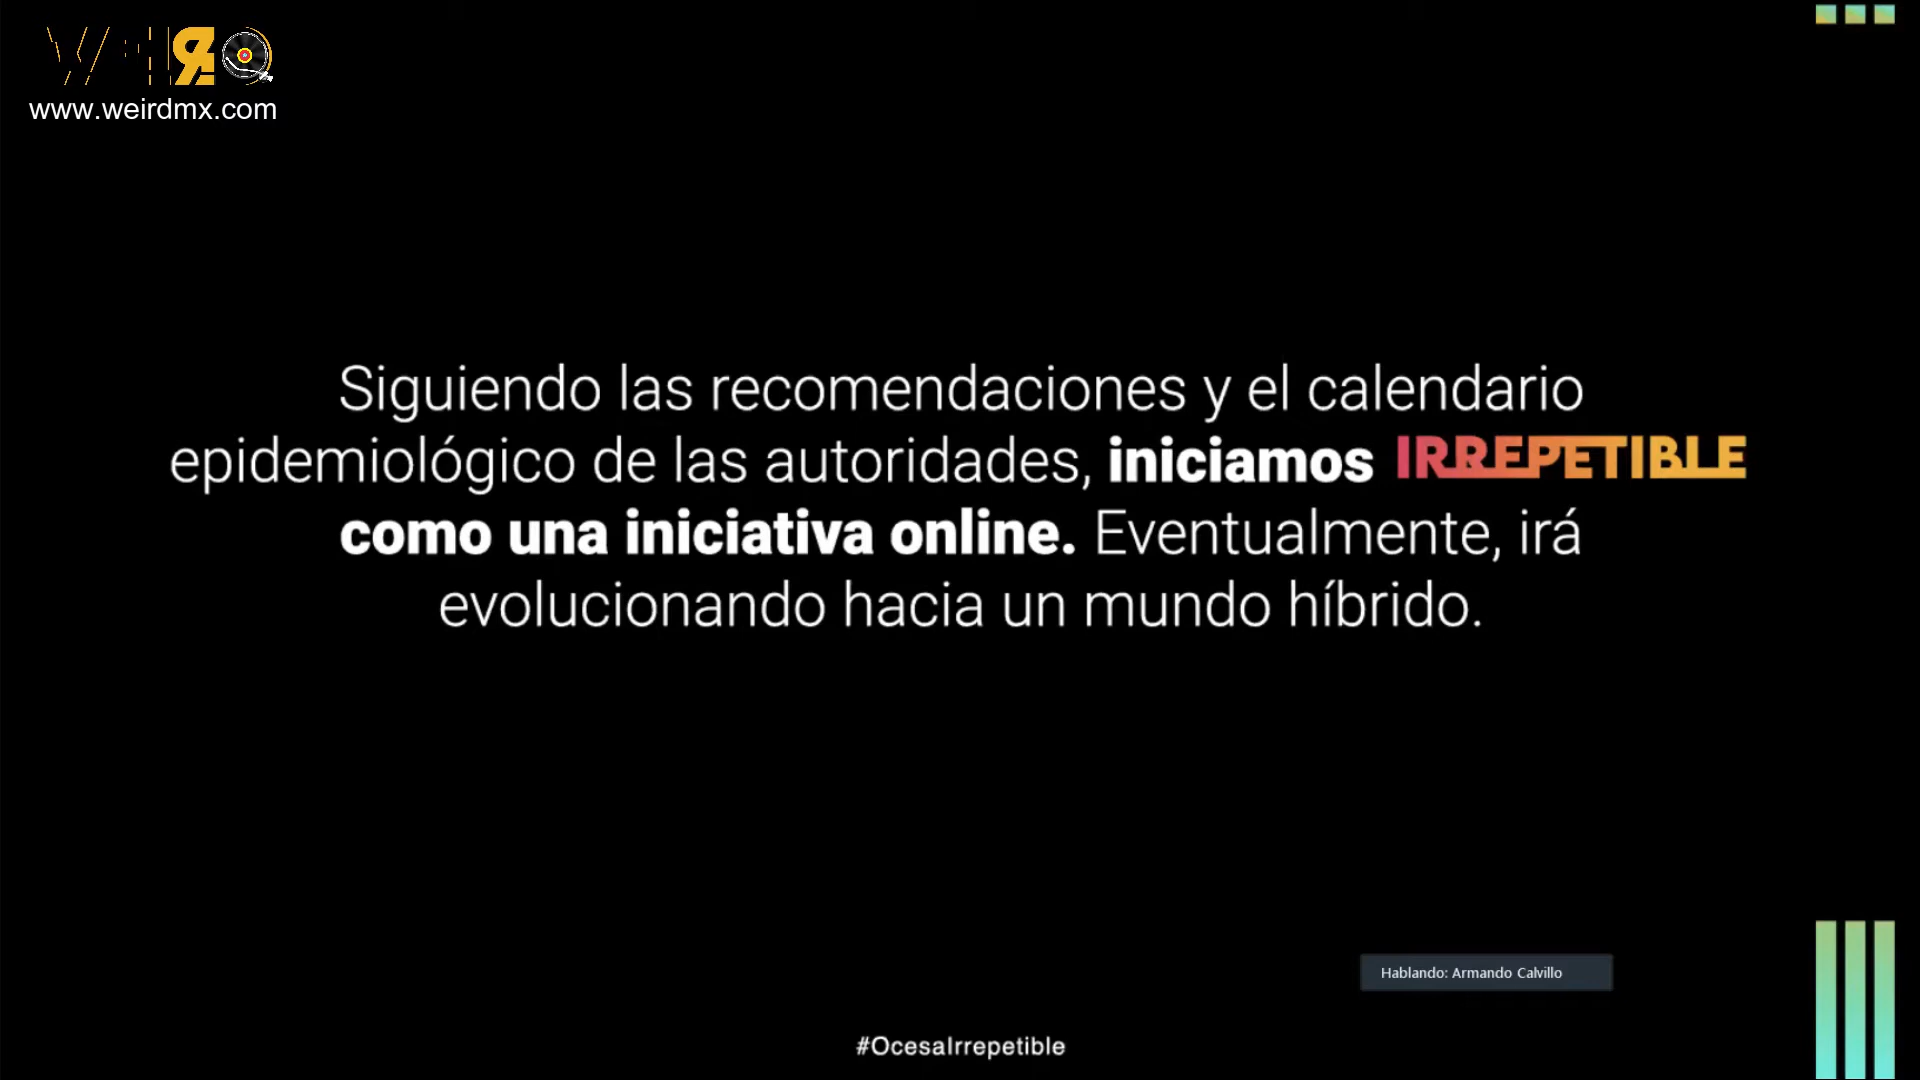 WEIRD
www.weirdmx.com
Siguiendo las recomendaciones y el calendario
epidemiológico de las autoridades, iniciamos IRREPETIBLE
como una iniciativa online. Eventualmente, irá
evolucionando hacia un mundo híbrido.
Hablando: Armando Calvillo
#OcesaIrrepetible